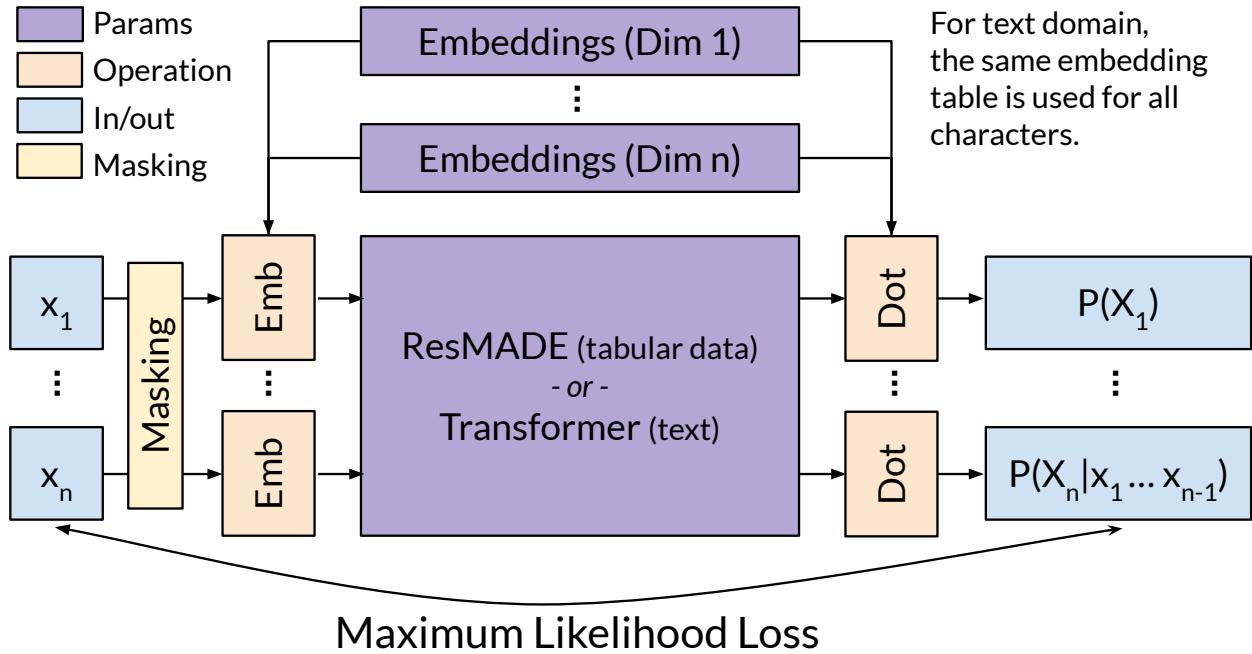 Params
Operation
In/out
Masking
Embeddings (Dim 1)
⋮
Embeddings (Dim n)
For text domain,
the same embedding
table is used for all
characters.
x₁
⋮
xₙ
Masking
Emb
⋮
Emb
ResMADE (tabular data)
- or -
Transformer (text)
Dot
⋮
Dot
P(X₁)
⋮
P(Xₙ|x₁ ... xₙ₋₁)
Maximum Likelihood Loss